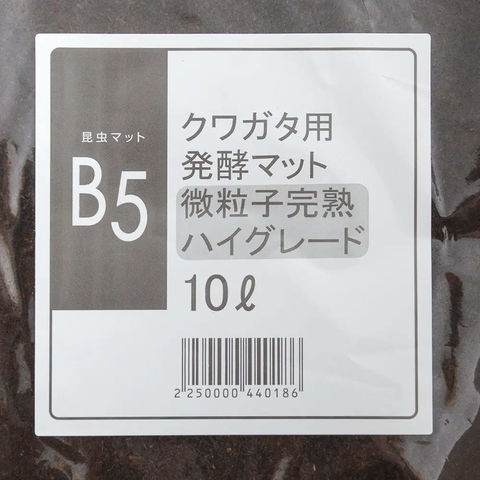 昆虫マット
B5
クワガタ用
発酵マット
微粒子完熟
ハイグレード
10ℓ
2 250000 440186